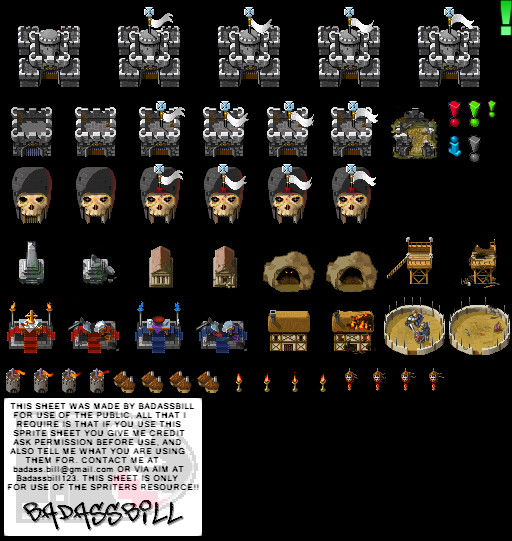 THIS SHEET WAS MADE BY BADASSBILL
FOR USE OF THE PUBLIC. ALL THAT I
REQUIRE IS THAT IF YOU USE THIS
SPRITE SHEET YOU GIVE ME CREDIT
ASK PERMISSION BEFORE USE, AND
ALSO TELL ME WHAT YOU ARE USING
THEM FOR. CONTACT ME AT
badass.bill@gmail.com OR VIA AIM AT
Badassbill123. THIS SHEET IS ONLY
FOR USE OF THE SPRITERS RESOURCE!!
BADASSBILL